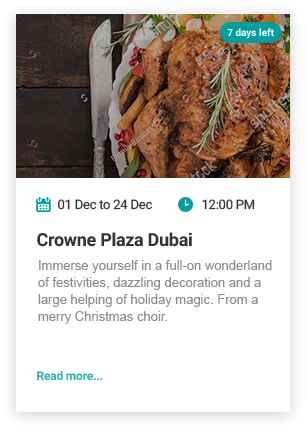 7 days left
01 Dec to 24 Dec 12:00 PM
Crowne Plaza Dubai
Immerse yourself in a full-on wonderland
of festivities, dazzling decoration and a
large helping of holiday magic. From a
merry Christmas choir.
Read more...